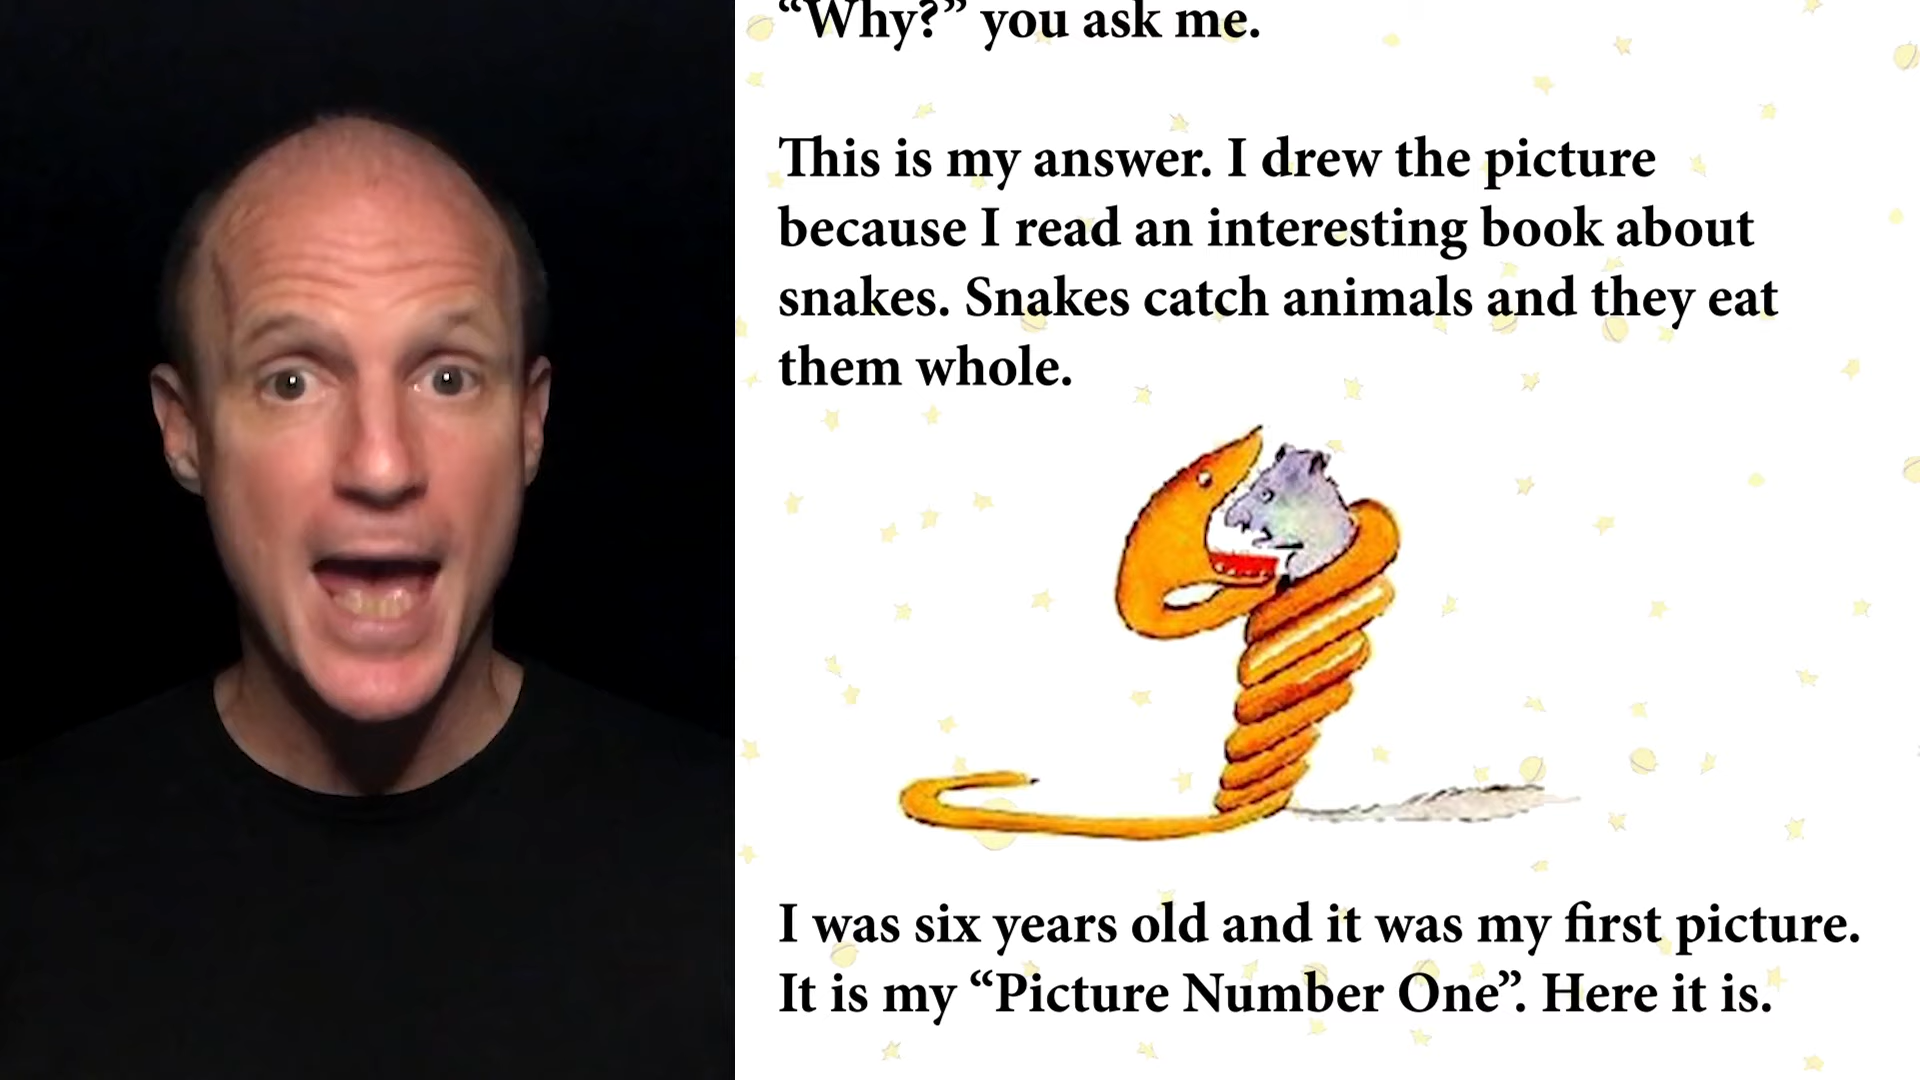 “Why?” you ask me.
This is my answer. I drew the picture
because I read an interesting book about
snakes. Snakes catch animals and they eat
them whole.
I was six years old and it was my first picture.
It is my “Picture Number One”. Here it is.